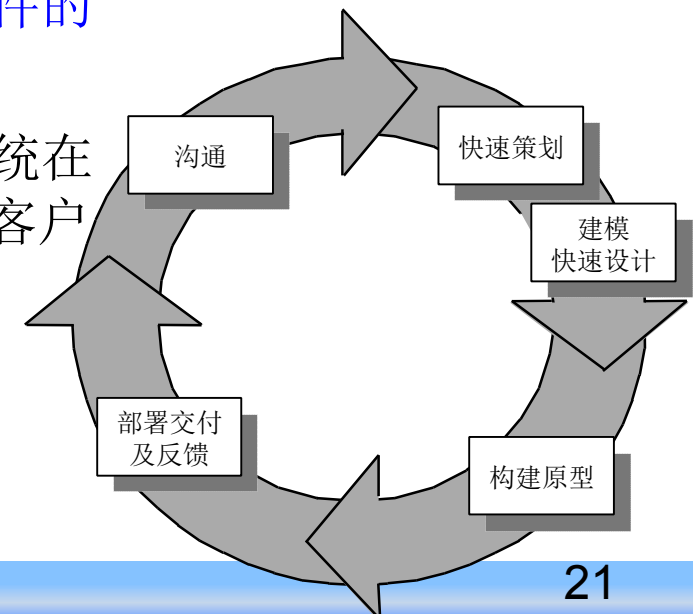 件的
统在
客户
沟通
快速策划
建模
快速设计
构建原型
部署交付
及反馈
21